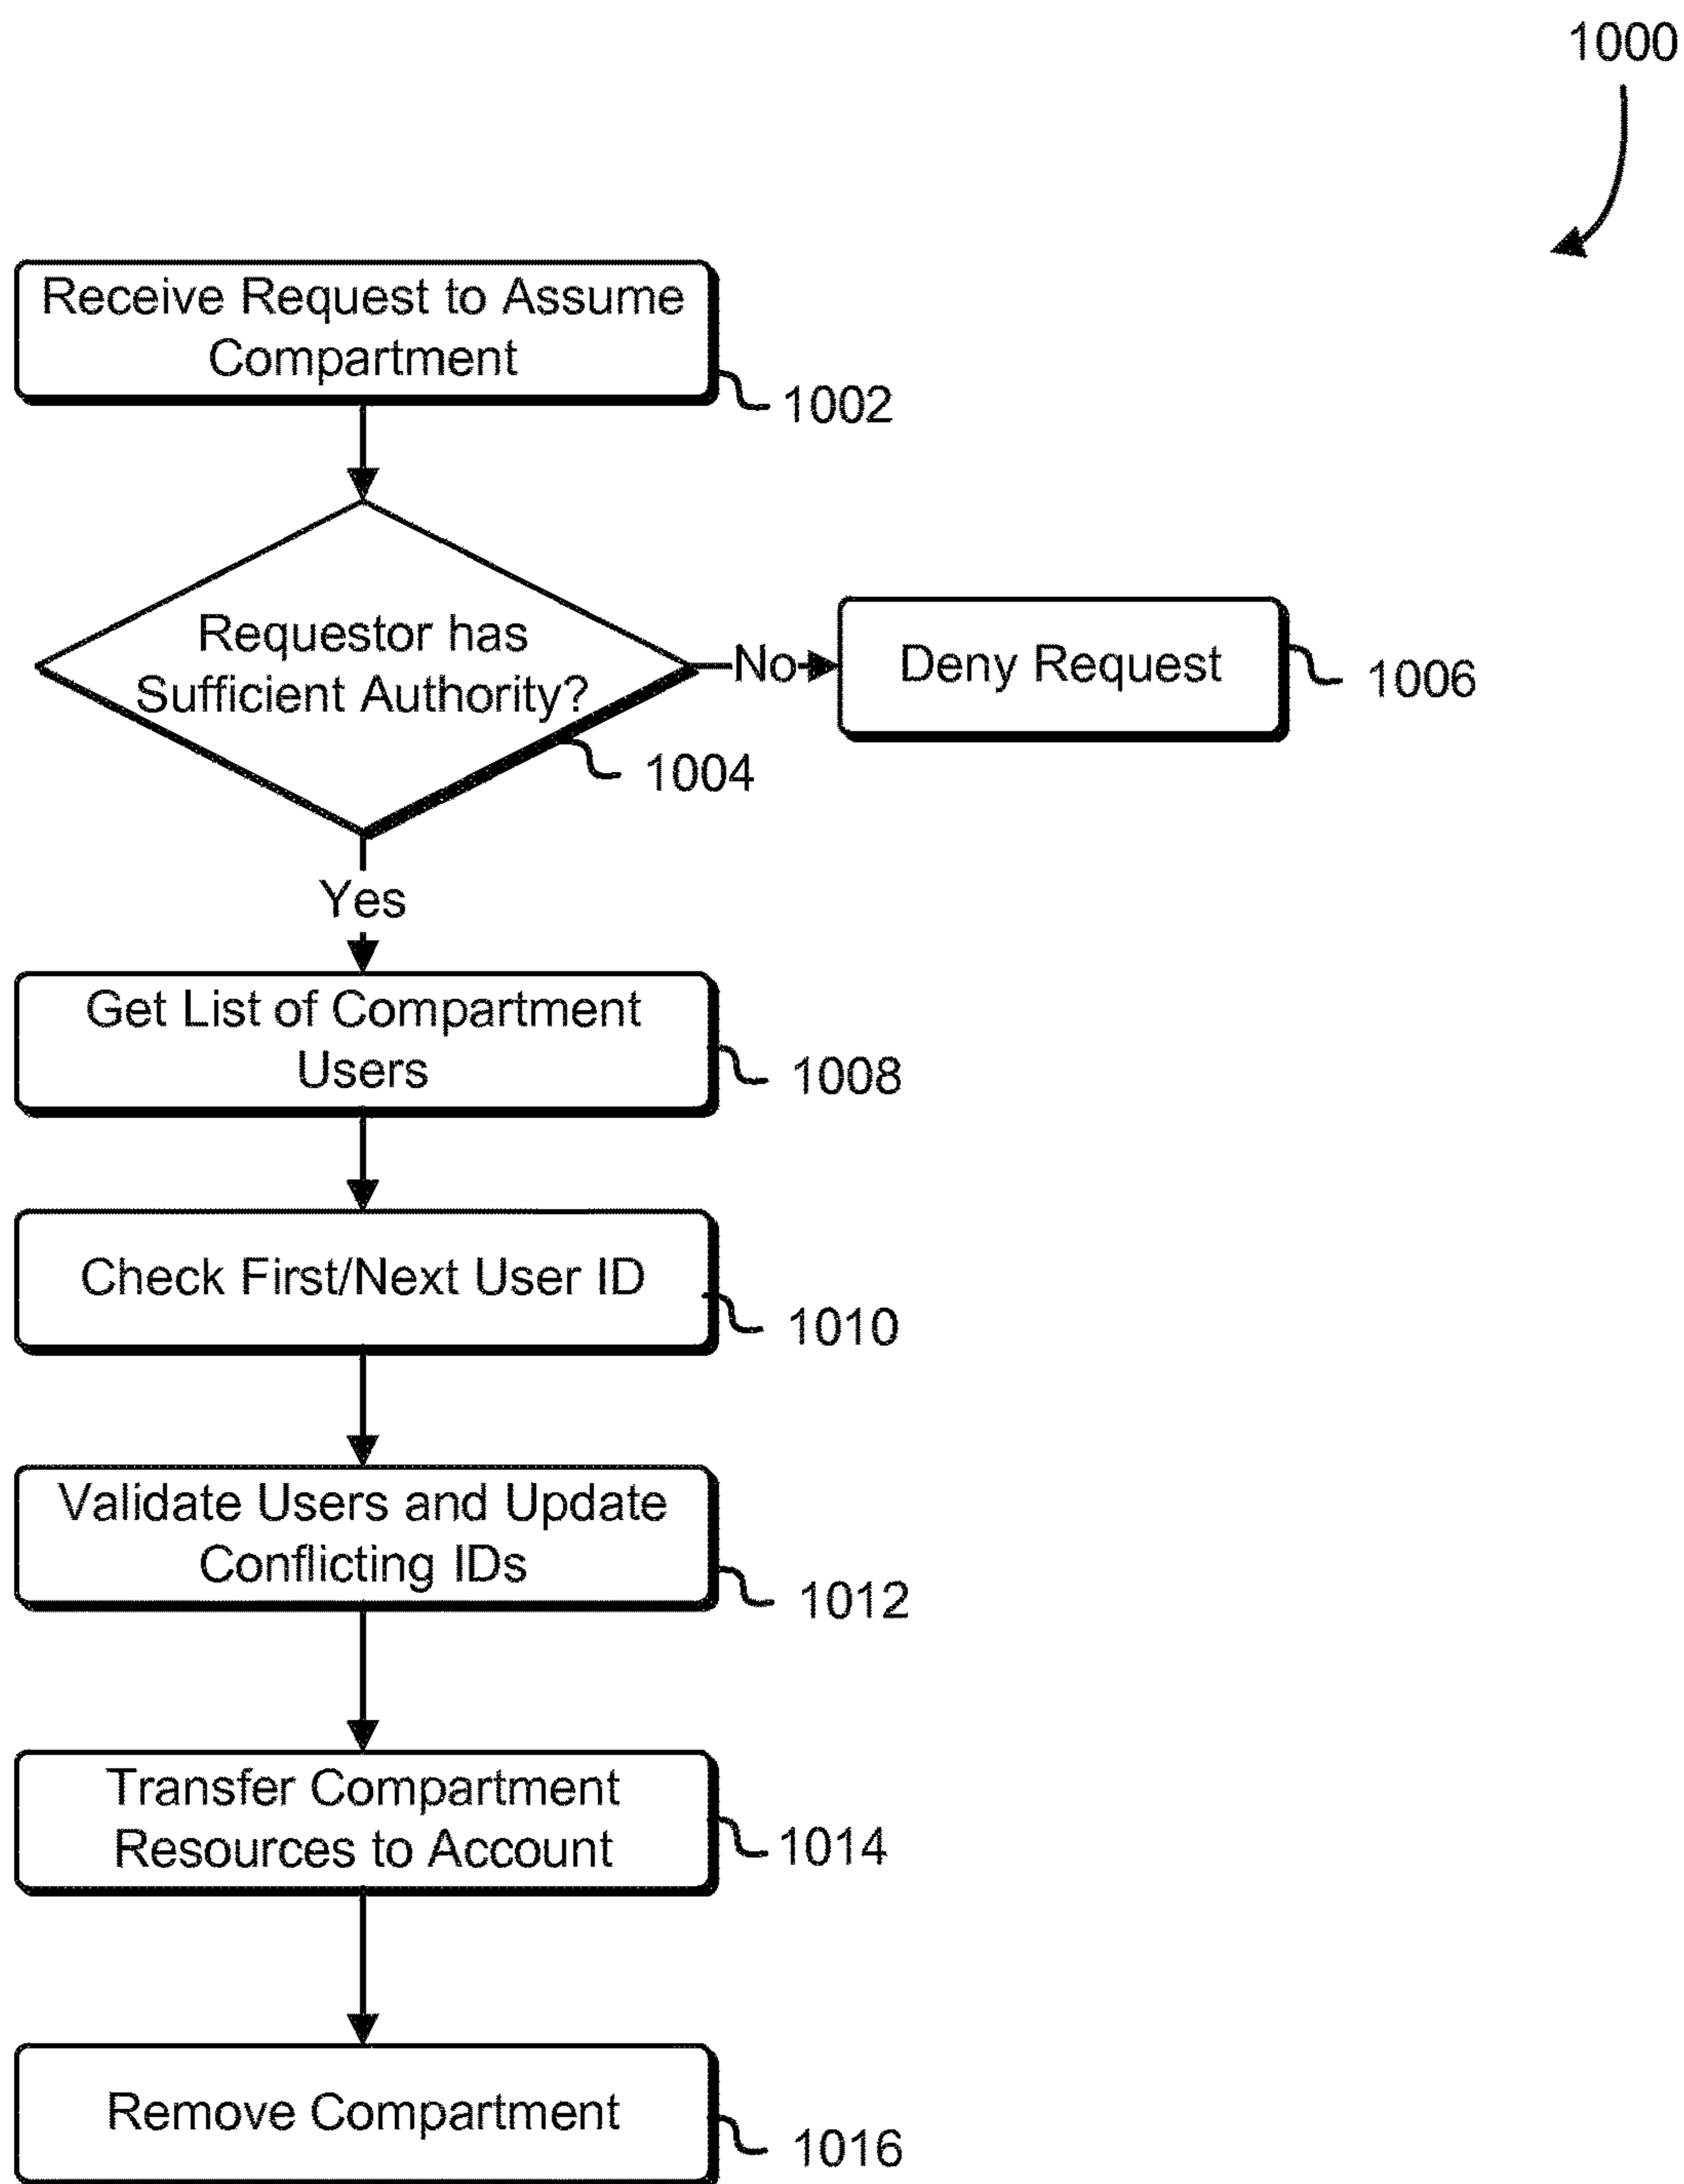 1000
Receive Request to Assume
Compartment
1002
Requestor has
Sufficient Authority?
1004
No
Deny Request
1006
Yes
Get List of Compartment
Users
1008
Check First/Next User ID
1010
Validate Users and Update
Conflicting IDs
1012
Transfer Compartment
Resources to Account
1014
Remove Compartment
1016